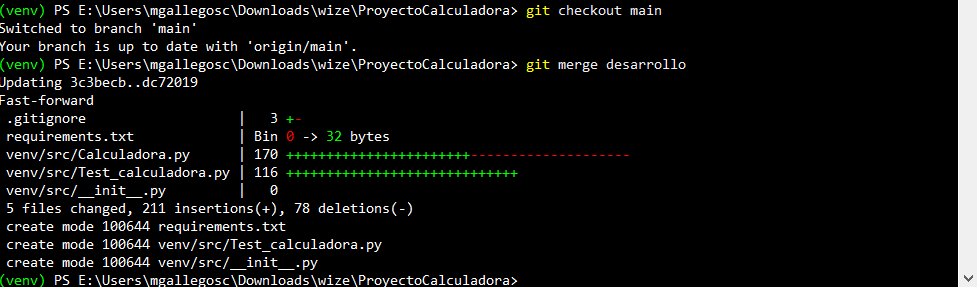 (venv) PS E:\Users\mgallegosc\Downloads\wize\ProyectoCalculadora> git checkout main
Switched to branch 'main'
Your branch is up to date with 'origin/main'.
(venv) PS E:\Users\mgallegosc\Downloads\wize\ProyectoCalculadora> git merge desarrollo
Updating 3c3becb..dc72019
Fast-forward
 .gitignore                    |   3 +-
 requirements.txt              | Bin 0 -> 32 bytes
 venv/src/Calculadora.py       | 170 +++++++++++++++++++++++--------------------
 venv/src/Test_calculadora.py | 116 +++++++++++++++++++++++++++++
 venv/src/__init__.py          |   0
 5 files changed, 211 insertions(+), 78 deletions(-)
 create mode 100644 requirements.txt
 create mode 100644 venv/src/Test_calculadora.py
 create mode 100644 venv/src/__init__.py
(venv) PS E:\Users\mgallegosc\Downloads\wize\ProyectoCalculadora>